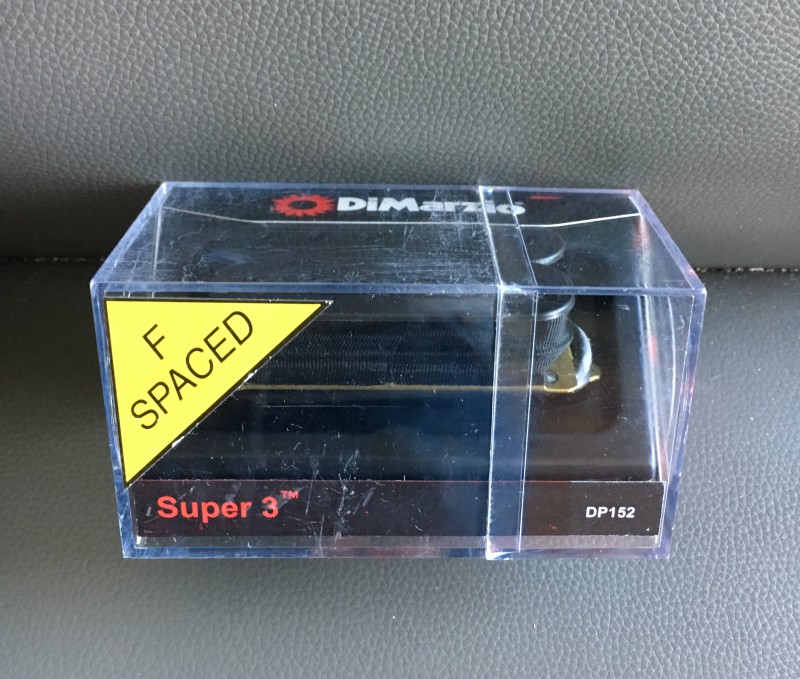 DiMarzio
F
SPACED
Super 3™
DP152